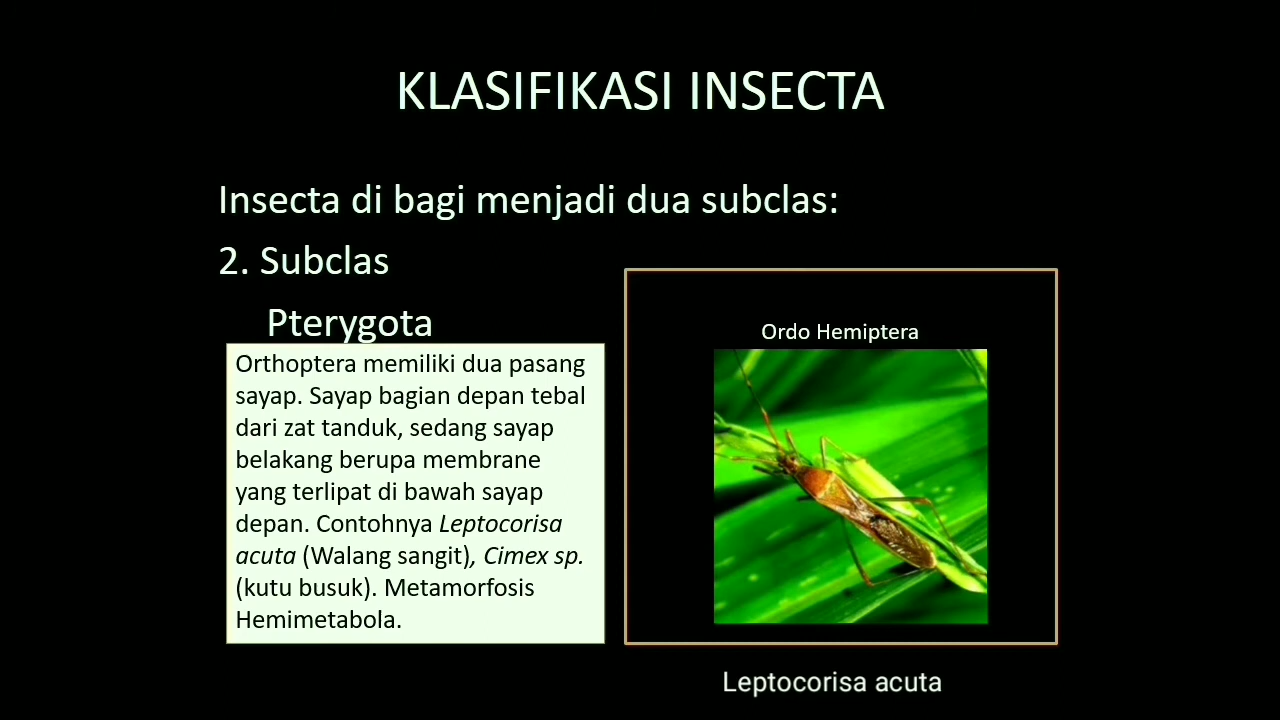 KLASIFIKASI INSECTA
Insecta di bagi menjadi dua subclas:
2. Subclas
Pterygota
Orthoptera memiliki dua pasang
sayap. Sayap bagian depan tebal
dari zat tanduk, sedang sayap
belakang berupa membrane
yang terlipat di bawah sayap
depan. Contohnya Leptocorisa
acuta (Walang sangit), Cimex sp.
(kutu busuk). Metamorfosis
Hemimetabola.
Ordo Hemiptera
Leptocorisa acuta